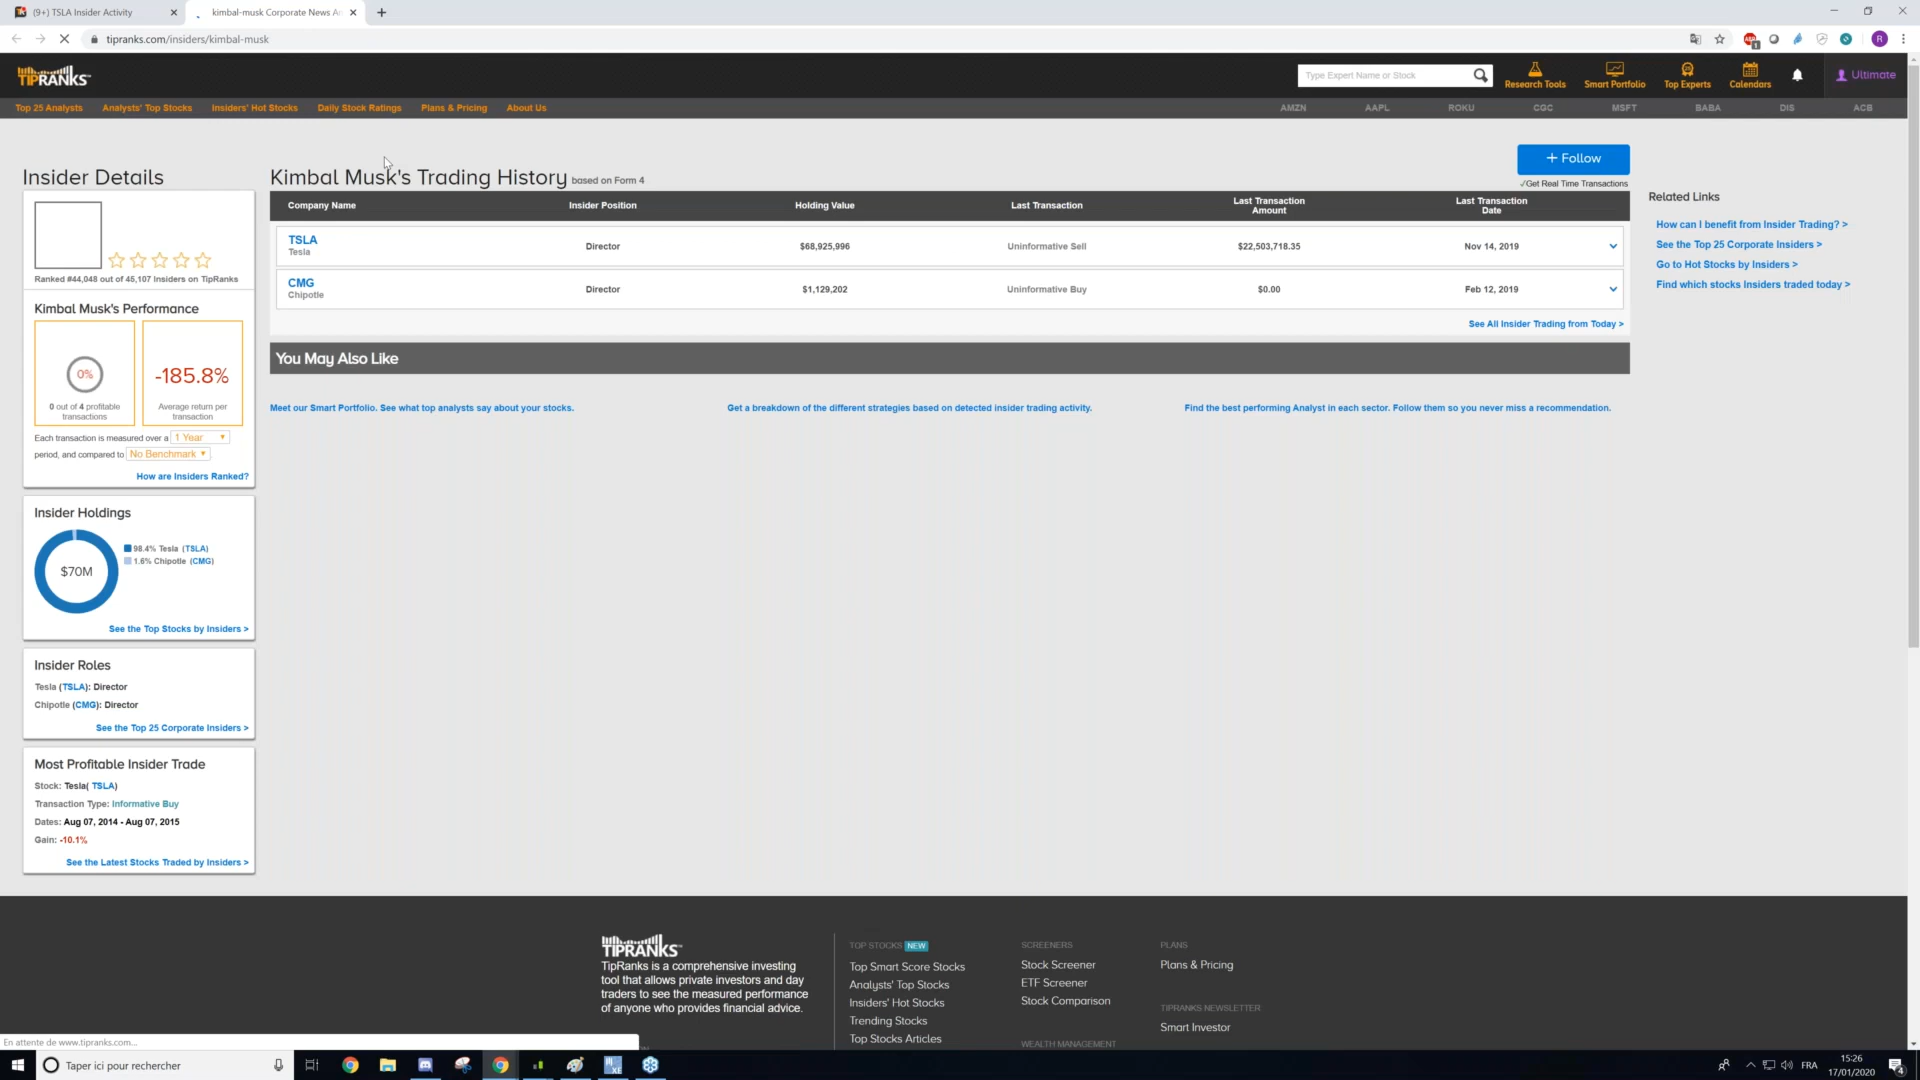 (9+) TSLA Insider Activity
kimbal-musk Corporate News A
tipranks.com/insiders/kimbal-musk
TIPRANKS
Type Expert Name or Stock
Research Tools
Smart Portfolio
Top Experts
Calendars
Ultimate
Top 25 Analysts
Analysts' Top Stocks
Insiders' Hot Stocks
Daily Stock Ratings
Plans & Pricing
About Us
AMZN
AAPL
ROKU
CGC
MSFT
BABA
DIS
ACB
Insider Details
Ranked #44,048 out of 45,107 Insiders on TipRanks
Kimbal Musk's Performance
0%
0 out of 4 profitable
transactions
-185.8%
Average return per
transaction
Each transaction is measured over a 1 Year
period, and compared to No Benchmark
How are Insiders Ranked?
Insider Holdings
$70M
98.4% Tesla (TSLA)
1.6% Chipotle (CMG)
See the Top Stocks by Insiders >
Insider Roles
Tesla (TSLA): Director
Chipotle (CMG): Director
See the Top 25 Corporate Insiders >
Most Profitable Insider Trade
Stock: Tesla( TSLA)
Transaction Type: Informative Buy
Dates: Aug 07, 2014 - Aug 07, 2015
Gain: -10.1%
See the Latest Stocks Traded by Insiders >
Kimbal Musk's Trading History based on Form 4
+ Follow
√Get Real Time Transactions
Company Name
Insider Position
Holding Value
Last Transaction
Last Transaction
Amount
Last Transaction
Date
TSLA
Tesla
Director
$68,925,996
Uninformative Sell
$22,503,718.35
Nov 14, 2019
CMG
Chipotle
Director
$1,129,202
Uninformative Buy
$0.00
Feb 12, 2019
See All Insider Trading from Today >
You May Also Like
Meet our Smart Portfolio. See what top analysts say about your stocks.
Get a breakdown of the different strategies based on detected insider trading activity.
Find the best performing Analyst in each sector. Follow them so you never miss a recommendation.
Related Links
How can I benefit from Insider Trading? >
See the Top 25 Corporate Insiders >
Go to Hot Stocks by Insiders >
Find which stocks Insiders traded today >
TIPRANKS
TipRanks is a comprehensive investing
tool that allows private investors and day
traders to see the measured performance
of anyone who provides financial advice.
TOP STOCKS NEW
Top Smart Score Stocks
Analysts' Top Stocks
Insiders' Hot Stocks
Trending Stocks
Top Stocks Articles
SCREENERS
Stock Screener
ETF Screener
Stock Comparison
WEALTH MANAGEMENT
PLANS
Plans & Pricing
TIPRANKS NEWSLETTER
Smart Investor
En attente de www.tipranks.com...
Taper ici pour rechercher
FRA
15:26
17/01/2020